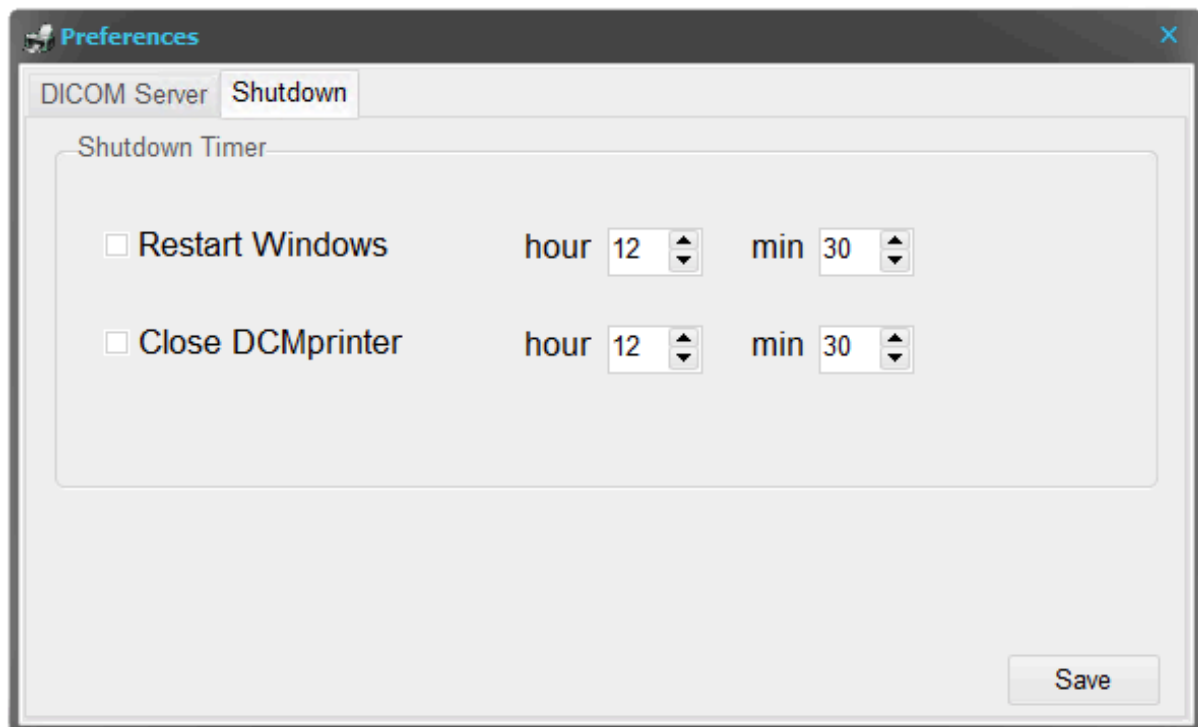 Preferences
DICOM Server Shutdown
Shutdown Timer
Restart Windows hour 12 min 30
Close DCMprinter hour 12 min 30
Save